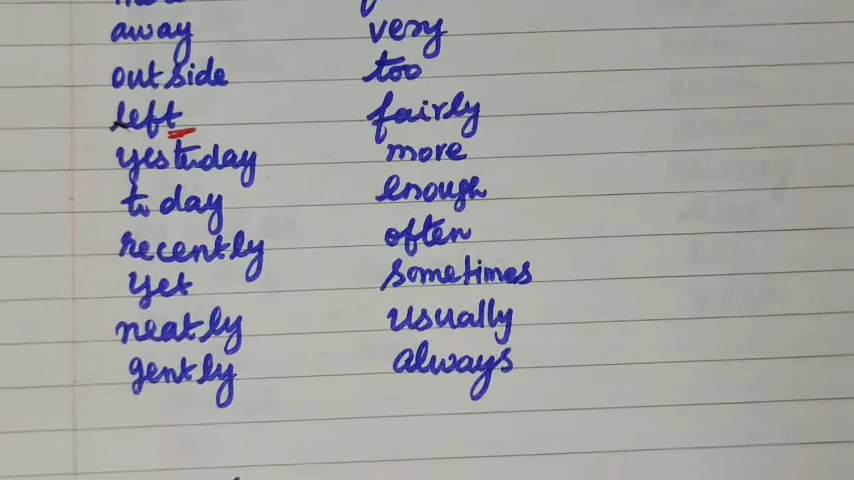 away very
outside too
left fairly
yesterday more
today enough
recently often
yet sometimes
neatly usually
gently always